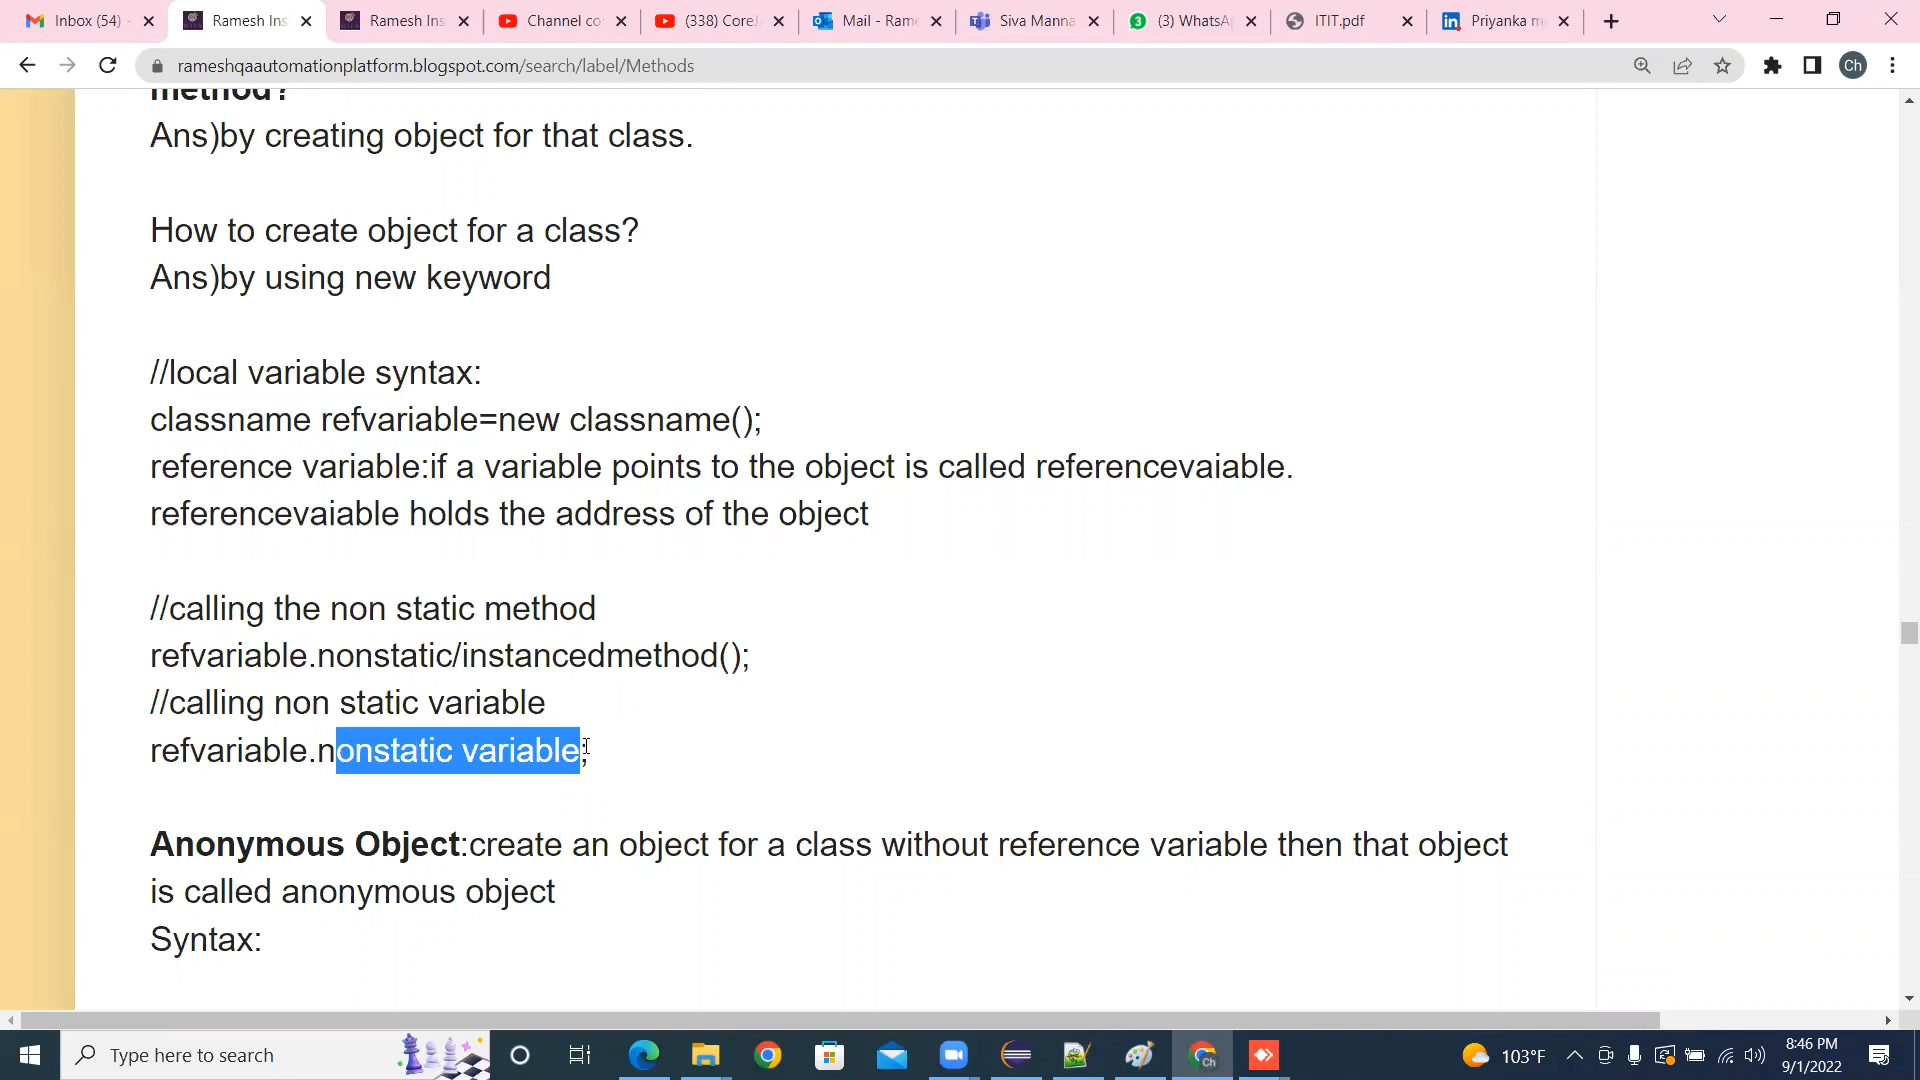 Inbox (54) -
Ramesh Ins
Ramesh Ins
Channel co
(338) CoreJ
Mail - Rame
Siva Manna
(3) WhatsAp
ITIT.pdf
Priyanka m
rameshqaautomationplatform.blogspot.com/search/label/Methods
Ch
method?
Ans)by creating object for that class.
How to create object for a class?
Ans)by using new keyword
//local variable syntax:
classname refvariable=new classname();
reference variable:if a variable points to the object is called referencevaiable.
referencevaiable holds the address of the object
//calling the non static method
refvariable.nonstatic/instancedmethod();
//calling non static variable
refvariable.nonstatic variable;
Anonymous Object:create an object for a class without reference variable then that object
is called anonymous object
Syntax:
Type here to search
Ch
103°F
8:46 PM
9/1/2022